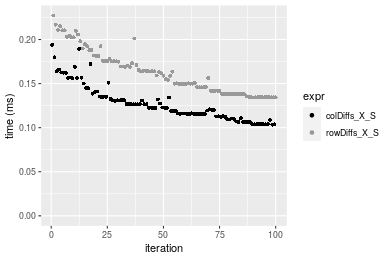 0.20
0.15
0.10
0.05
0.00
0
25
50
75
100
time (ms)
iteration
expr
colDiffs_X_S
rowDiffs_X_S